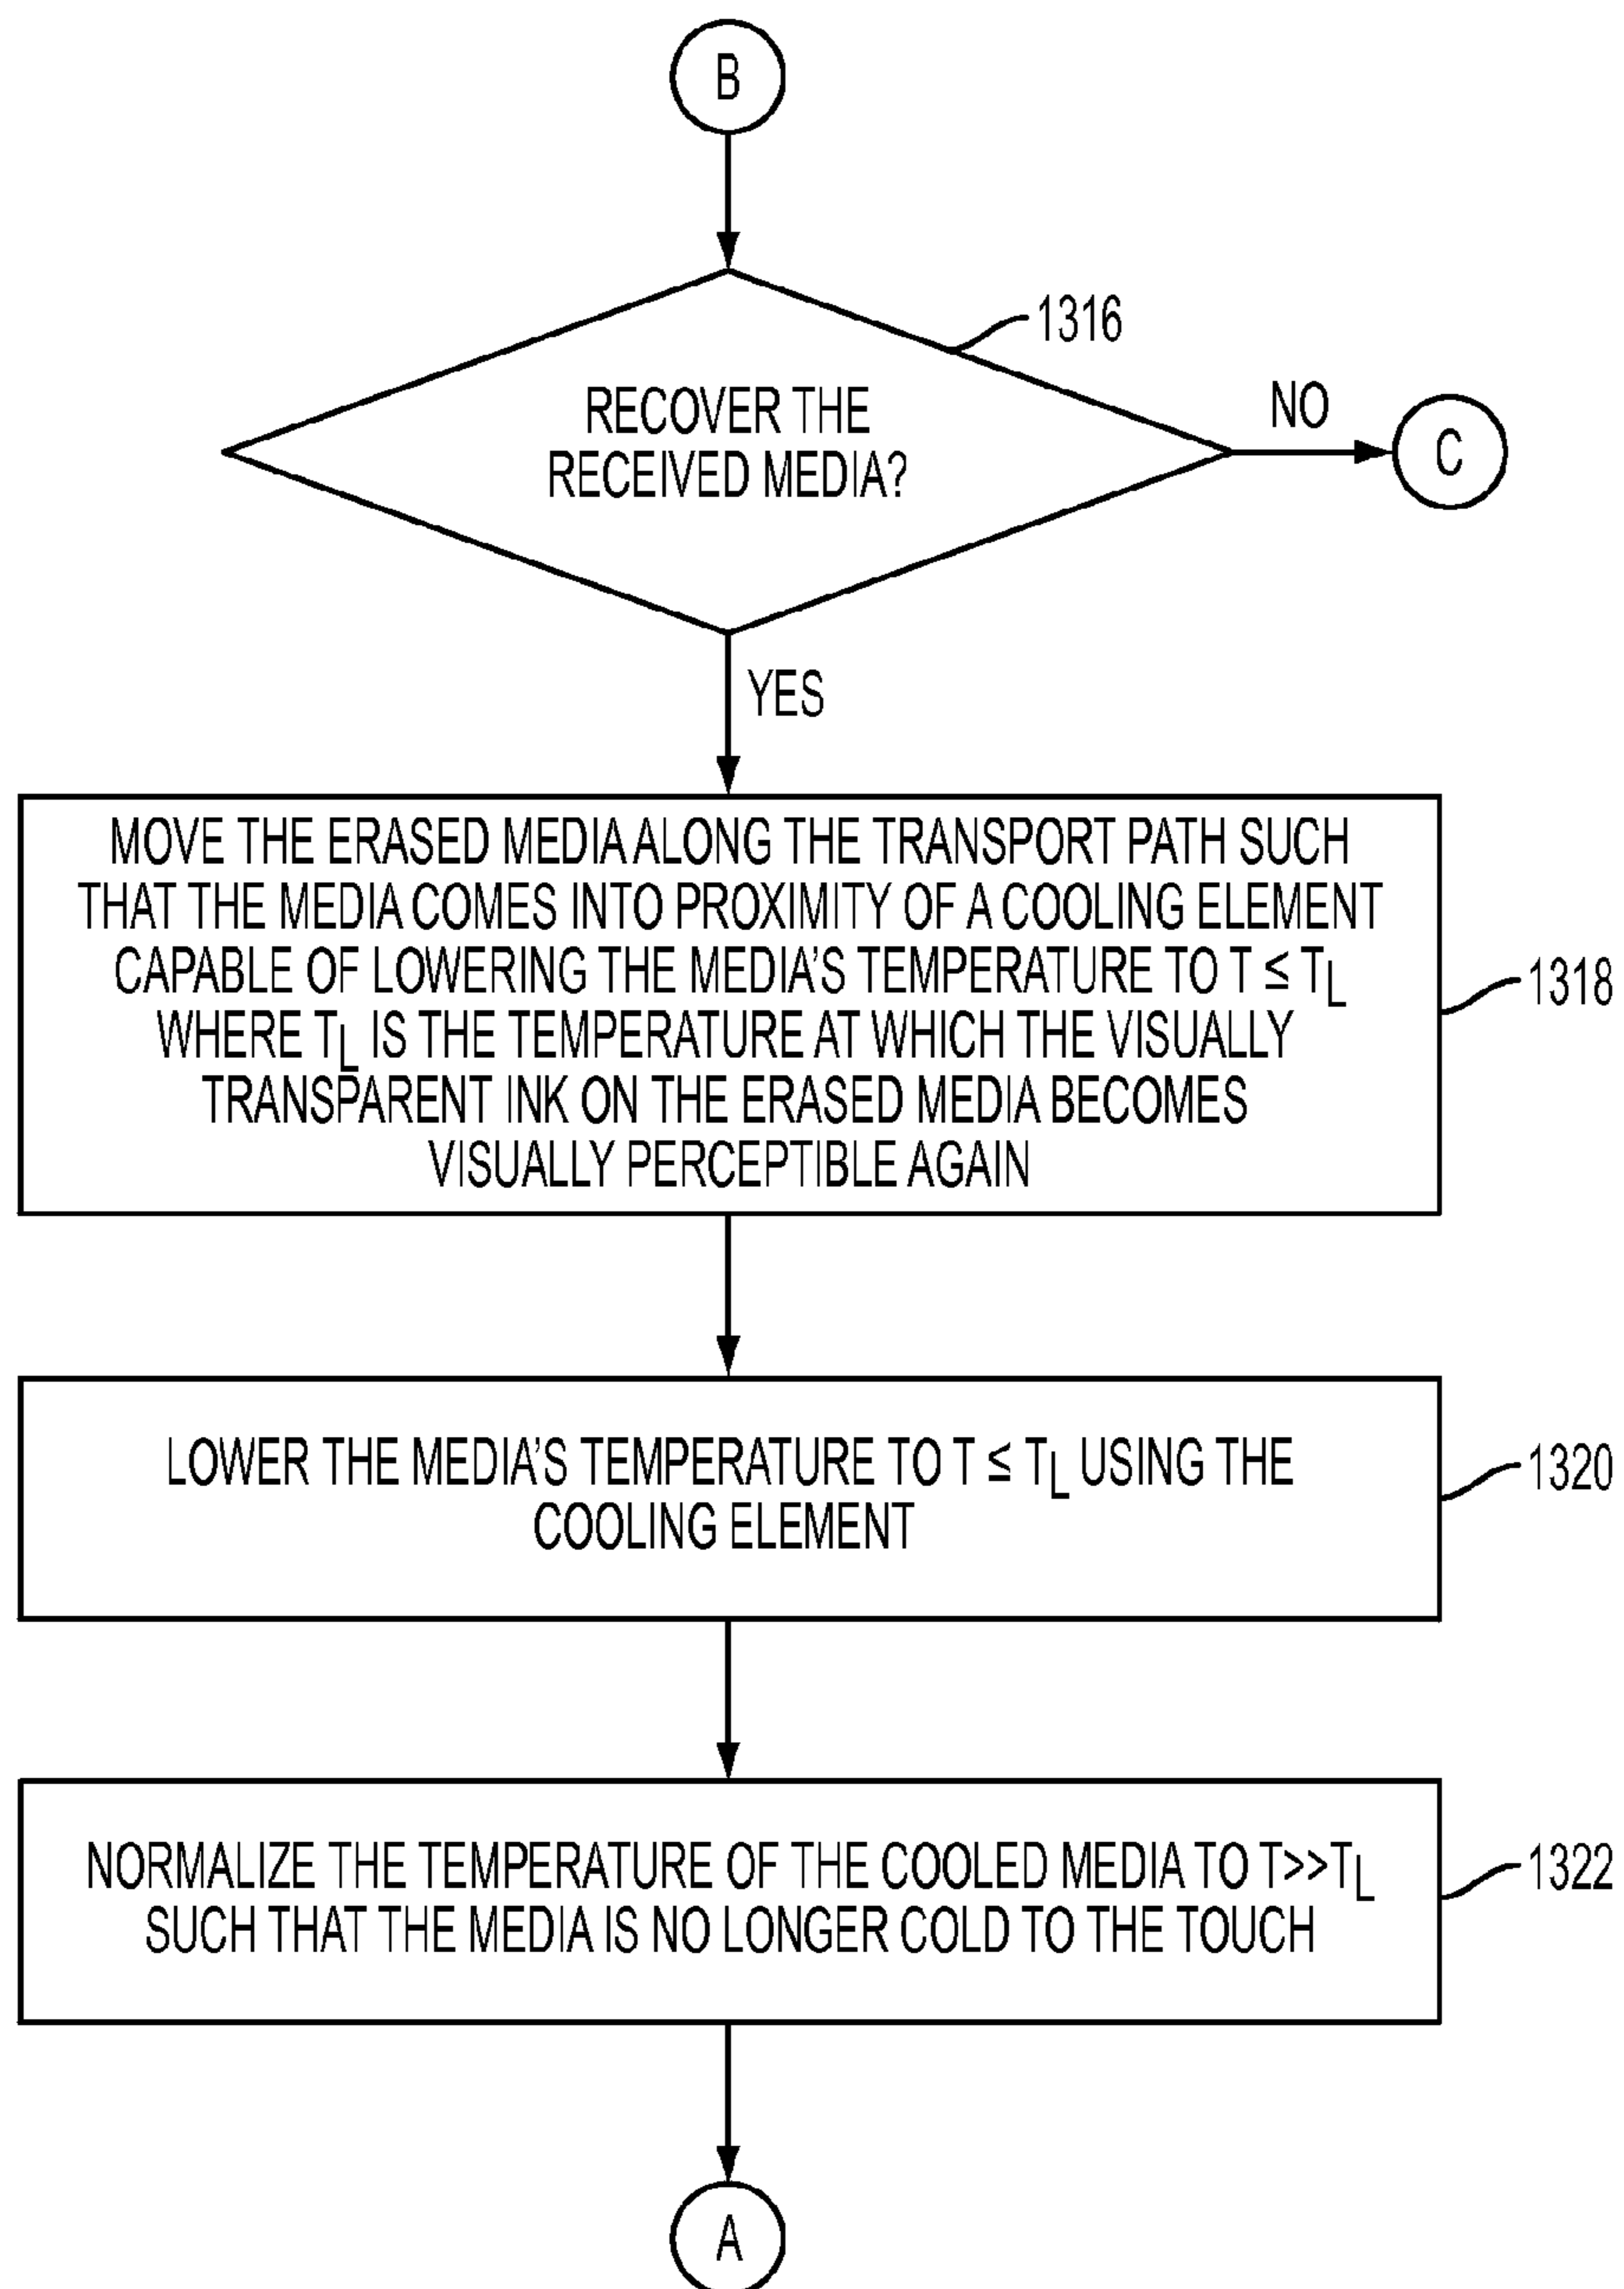 B
1316
RECOVER THE
RECEIVED MEDIA?
NO
C
YES
MOVE THE ERASED MEDIA ALONG THE TRANSPORT PATH SUCH
THAT THE MEDIA COMES INTO PROXIMITY OF A COOLING ELEMENT
CAPABLE OF LOWERING THE MEDIA'S TEMPERATURE TO T ≤ TL
WHERE TL IS THE TEMPERATURE AT WHICH THE VISUALLY
TRANSPARENT INK ON THE ERASED MEDIA BECOMES
VISUALLY PERCEPTIBLE AGAIN
1318
LOWER THE MEDIA'S TEMPERATURE TO T ≤ TL USING THE
COOLING ELEMENT
1320
NORMALIZE THE TEMPERATURE OF THE COOLED MEDIA TO T>>TL
SUCH THAT THE MEDIA IS NO LONGER COLD TO THE TOUCH
1322
A